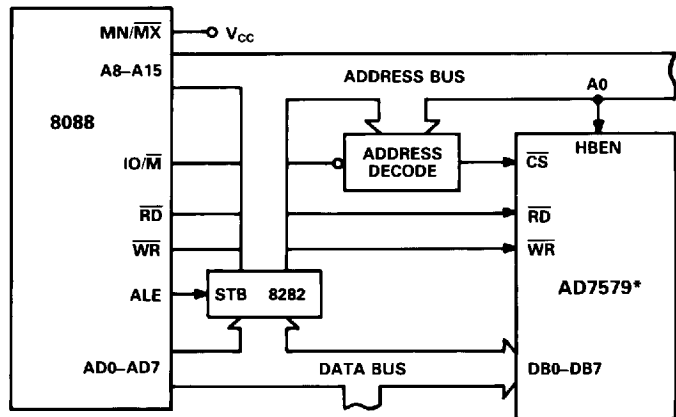 MN/MX
V_CC
A8–A15
ADDRESS BUS
A0
8088
HBEN
IO/M
ADDRESS
DECODE
CS
RD
RD
WR
WR
AD7579*
ALE
STB 8282
AD0–AD7
DATA BUS
DB0–DB7